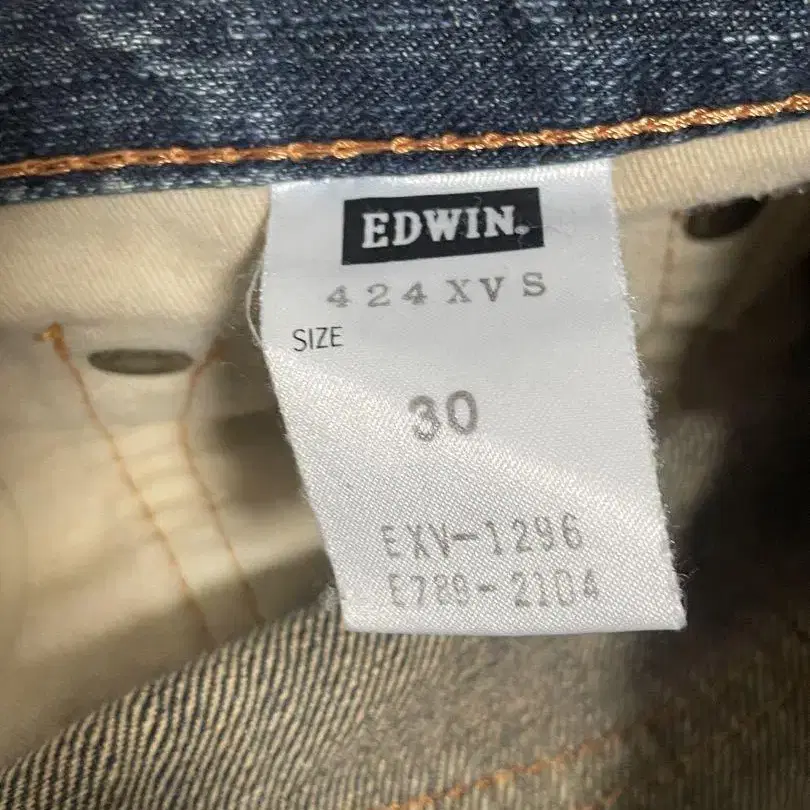 EDWIN.
424XVS
SIZE
30
EXV-1296
E789-2104